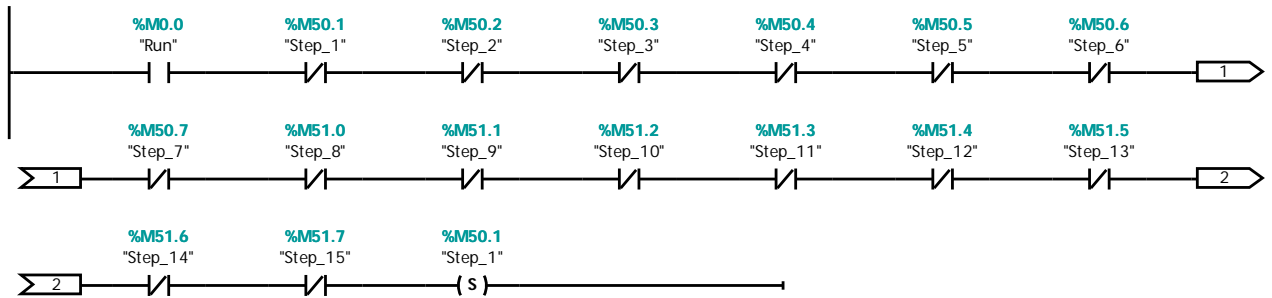 %M0.0 %M50.1 %M50.2 %M50.3 %M50.4 %M50.5 %M50.6
"Run" "Step_1" "Step_2" "Step_3" "Step_4" "Step_5" "Step_6"
1
%M50.7 %M51.0 %M51.1 %M51.2 %M51.3 %M51.4 %M51.5
"Step_7" "Step_8" "Step_9" "Step_10" "Step_11" "Step_12" "Step_13"
1 2
%M51.6 %M51.7 %M50.1
"Step_14" "Step_15" "Step_1"
2 S